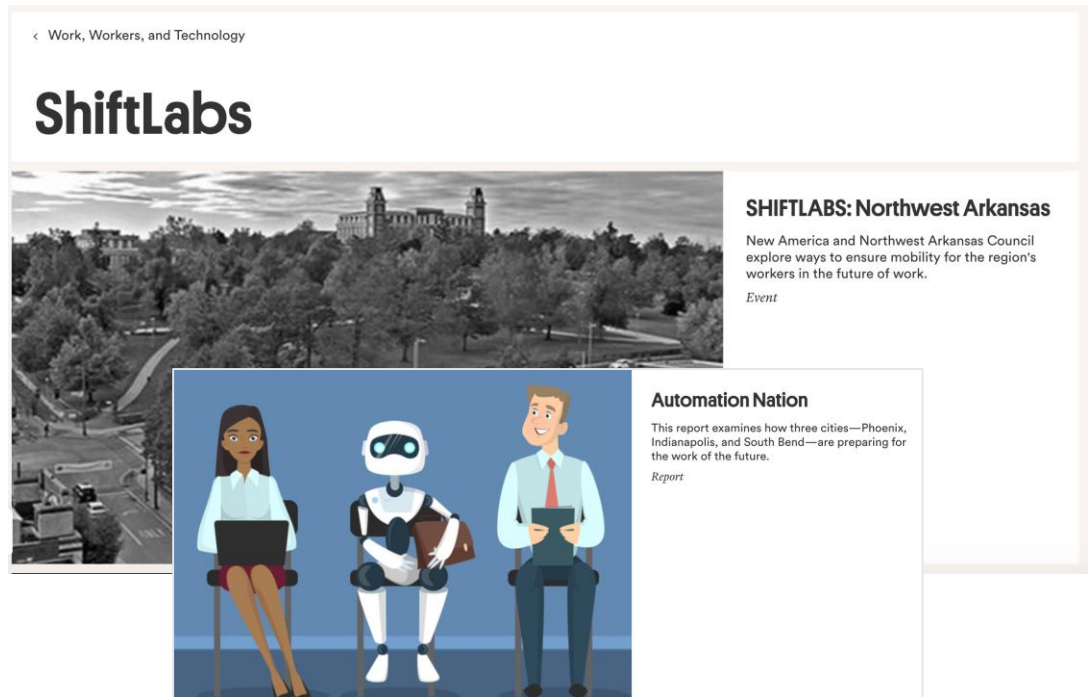 ‹ Work, Workers, and Technology
ShiftLabs
SHIFTLABS: Northwest Arkansas
New America and Northwest Arkansas Council
explore ways to ensure mobility for the region's
workers in the future of work.
Event
Automation Nation
This report examines how three cities—Phoenix,
Indianapolis, and South Bend—are preparing for
the work of the future.
Report